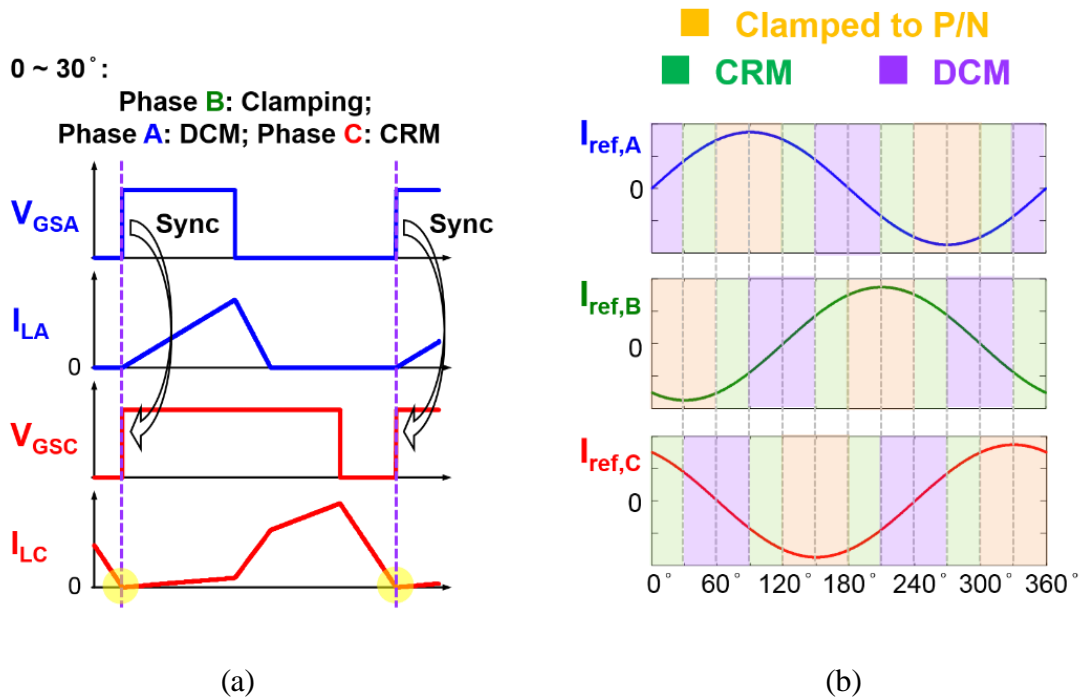 0 ~ 30°:
Phase B: Clamping;
Phase A: DCM; Phase C: CRM
VGSA
Sync
Sync
ILA
0
VGSC
ILC
0
(a)
Clamped to P/N
CRM
DCM
Iref,A
0
Iref,B
0
Iref,C
0
0° 60° 120° 180° 240° 300° 360°
(b)